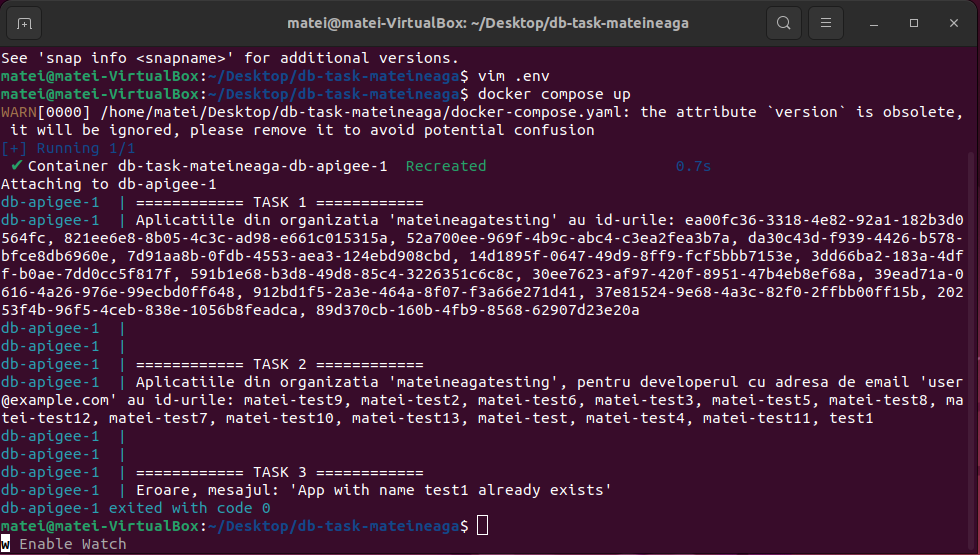 matei@matei-VirtualBox: ~/Desktop/db-task-mateineaga
See 'snap info <snapname>' for additional versions.
matei@matei-VirtualBox:~/Desktop/db-task-mateineaga$ vim .env
matei@matei-VirtualBox:~/Desktop/db-task-mateineaga$ docker compose up
WARN[0000] /home/matei/Desktop/db-task-mateineaga/docker-compose.yaml: the attribute `version` is obsolete,
 it will be ignored, please remove it to avoid potential confusion
[+] Running 1/1
 ✔ Container db-task-mateineaga-db-apigee-1  Recreated                     0.7s
Attaching to db-apigee-1
db-apigee-1  | ============ TASK 1 ============
db-apigee-1  | Aplicatiile din organizatia 'mateineagatesting' au id-urile: ea00fc36-3318-4e82-92a1-182b3d0
564fc, 821ee6e8-8b05-4c3c-ad98-e661c015315a, 52a700ee-969f-4b9c-abc4-c3ea2fea3b7a, da30c43d-f939-4426-b578-
bfce8db6960e, 7d91aa8b-0fdb-4553-aea3-124ebd908cbd, 14d1895f-0647-49d9-8ff9-fcf5bbb7153e, 3dd66ba2-183a-4df
f-b0ae-7dd0cc5f817f, 591b1e68-b3d8-49d8-85c4-3226351c6c8c, 30ee7623-af97-420f-8951-47b4eb8ef68a, 39ead71a-0
616-4a26-976e-99ecbd0ff648, 912bd1f5-2a3e-464a-8f07-f3a66e271d41, 37e81524-9e68-4a3c-82f0-2ffbb00ff15b, 202
53f4b-96f5-4ceb-838e-1056b8feadca, 89d370cb-160b-4fb9-8568-62907d23e20a
db-apigee-1  |
db-apigee-1  |
db-apigee-1  | ============ TASK 2 ============
db-apigee-1  | Aplicatiile din organizatia 'mateineagatesting', pentru developerul cu adresa de email 'user
@example.com' au id-urile: matei-test9, matei-test2, matei-test6, matei-test3, matei-test5, matei-test8, ma
tei-test12, matei-test7, matei-test10, matei-test13, matei-test, matei-test4, matei-test11, test1
db-apigee-1  |
db-apigee-1  |
db-apigee-1  | ============ TASK 3 ============
db-apigee-1  | Eroare, mesajul: 'App with name test1 already exists'
db-apigee-1 exited with code 0
matei@matei-VirtualBox:~/Desktop/db-task-mateineaga$
w Enable Watch